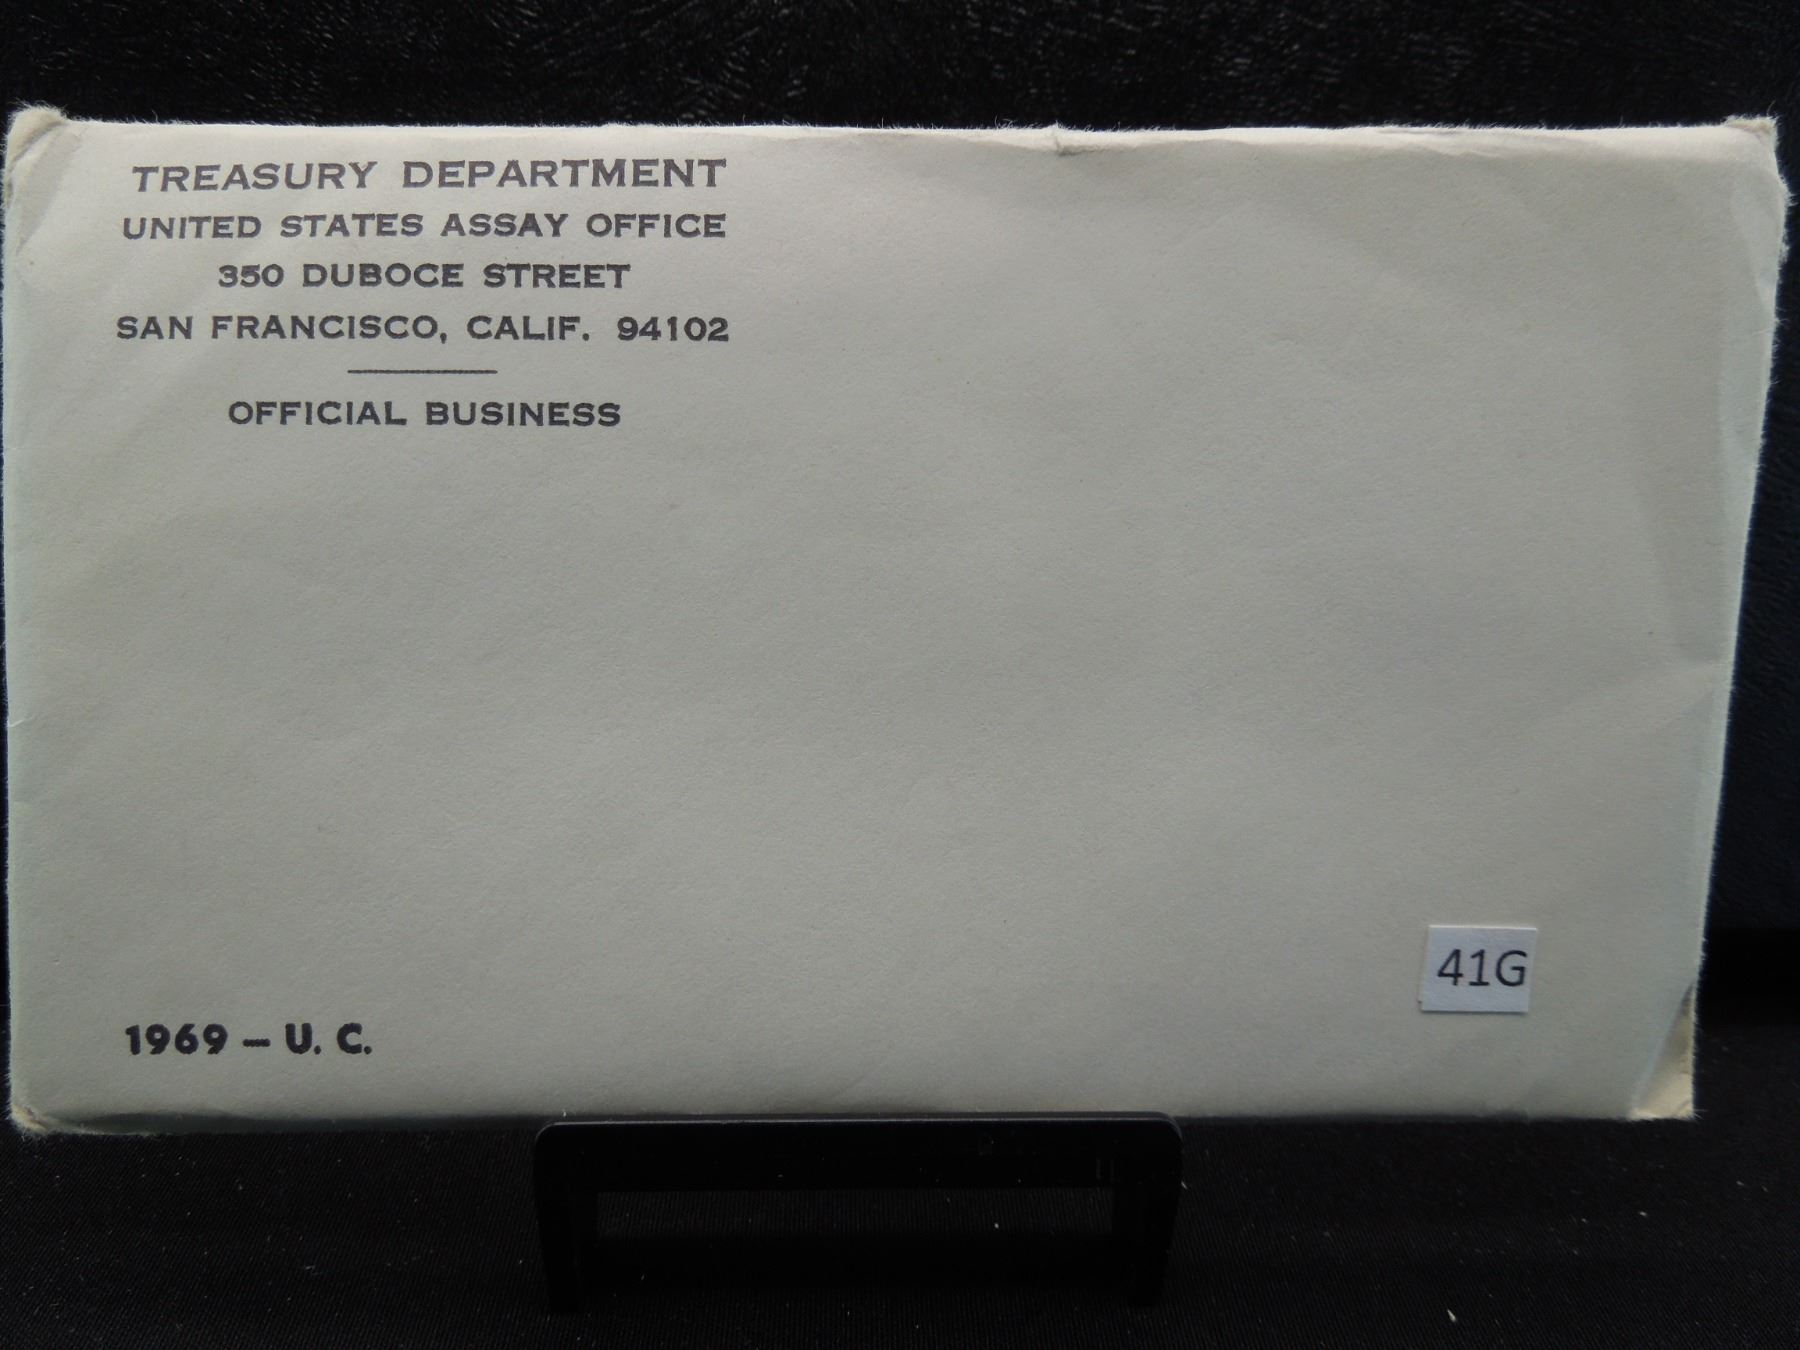 TREASURY DEPARTMENT
UNITED STATES ASSAY OFFICE
350 DUBOCE STREET
SAN FRANCISCO, CALIF. 94102
OFFICIAL BUSINESS
41G
1969 – U. C.